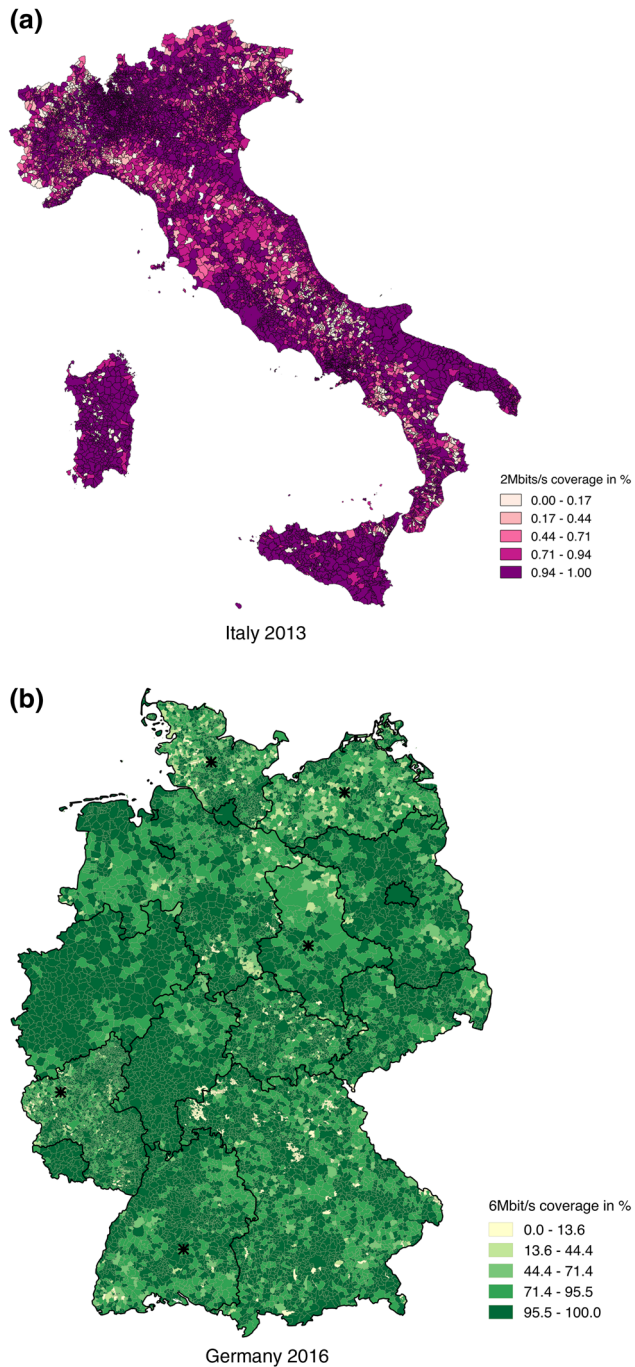 (a)
2Mbits/s coverage in %
0.00 - 0.17
0.17 - 0.44
0.44 - 0.71
0.71 - 0.94
0.94 - 1.00
Italy 2013
(b)
6Mbit/s coverage in %
0.0 - 13.6
13.6 - 44.4
44.4 - 71.4
71.4 - 95.5
95.5 - 100.0
Germany 2016